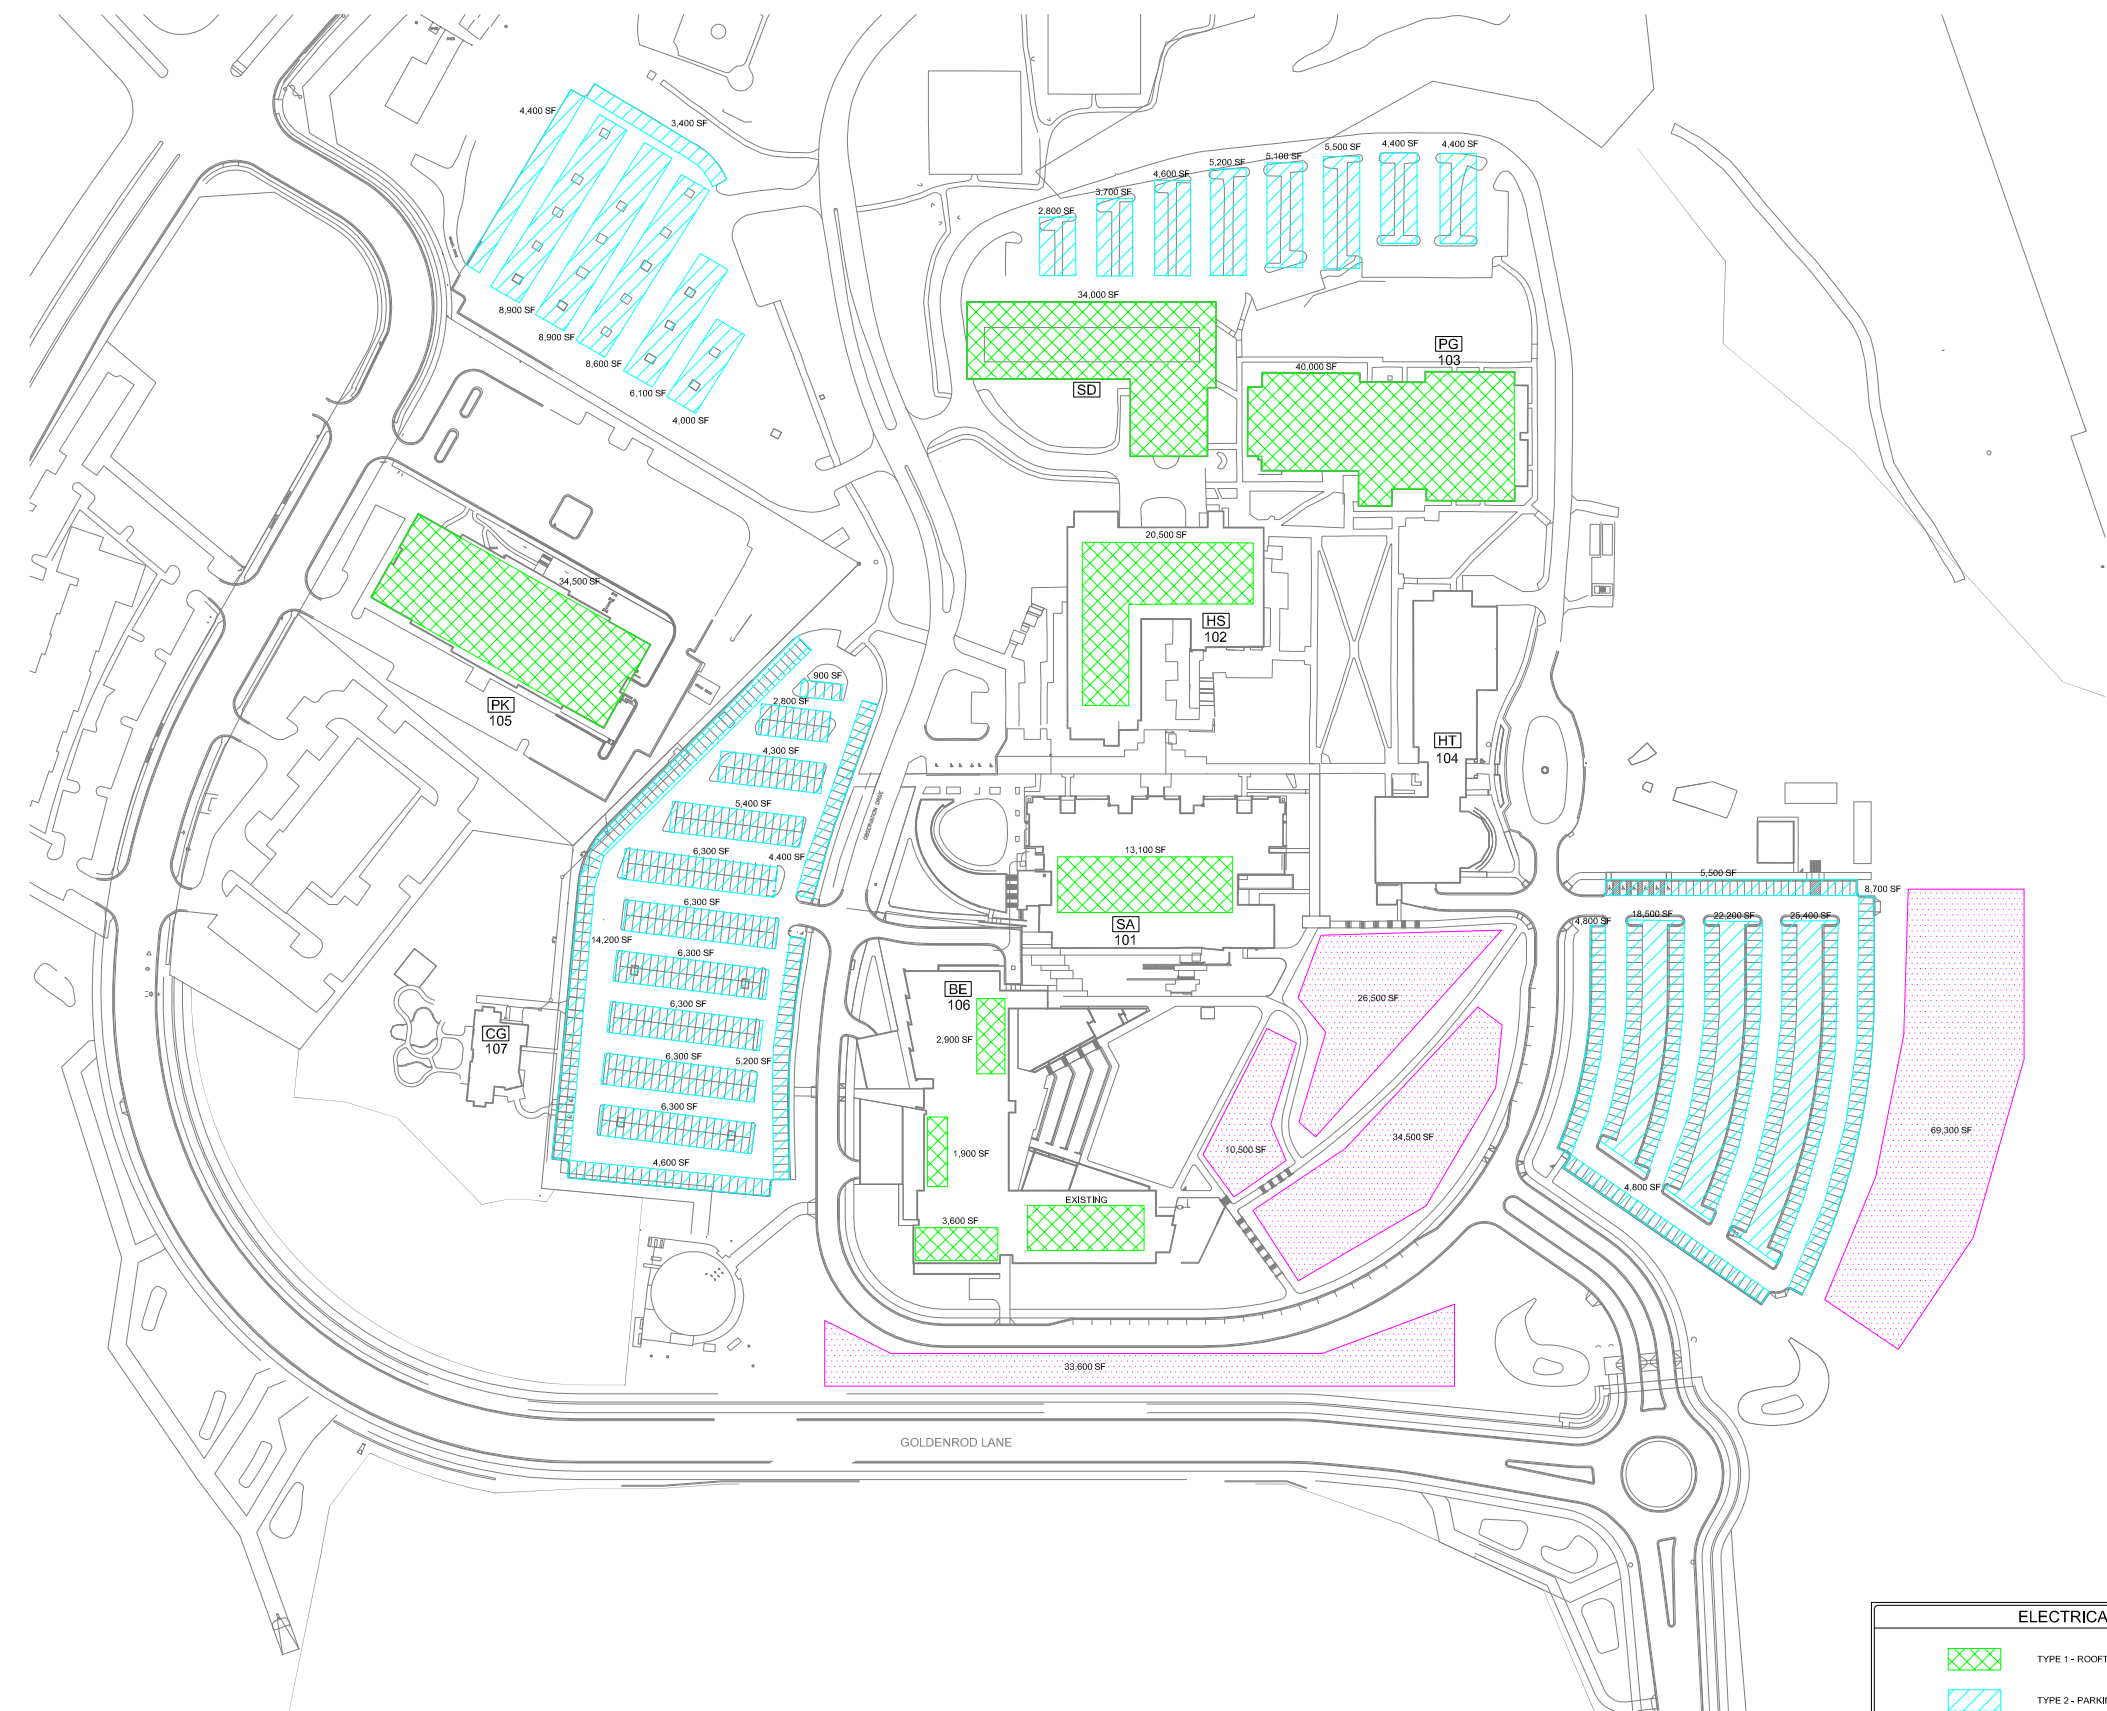 4,400 SF
3,400 SF
8,900 SF
8,900 SF
8,600 SF
6,100 SF
4,000 SF
2,800 SF
3,700 SF
4,600 SF
5,200 SF
5,100 SF
5,500 SF
4,400 SF
4,400 SF
34,000 SF
SD
PG
103
40,000 SF
20,500 SF
HS
102
34,500 SF
PK
105
HT
104
900 SF
2,800 SF
4,300 SF
5,400 SF
6,300 SF
4,400 SF
OBSERVATION DRIVE
6,300 SF
14,200 SF
6,300 SF
6,300 SF
6,300 SF
5,200 SF
6,300 SF
4,600 SF
13,100 SF
SA
101
CG
107
BE
106
2,900 SF
1,900 SF
3,600 SF
EXISTING
26,500 SF
10,500 SF
34,500 SF
33,600 SF
5,500 SF
8,700 SF
4,800 SF
18,500 SF
22,200 SF
25,400 SF
4,800 SF
69,300 SF
GOLDENROD LANE
ELECTRICA
TYPE 1 - ROOFT
TYPE 2 - PARKIN